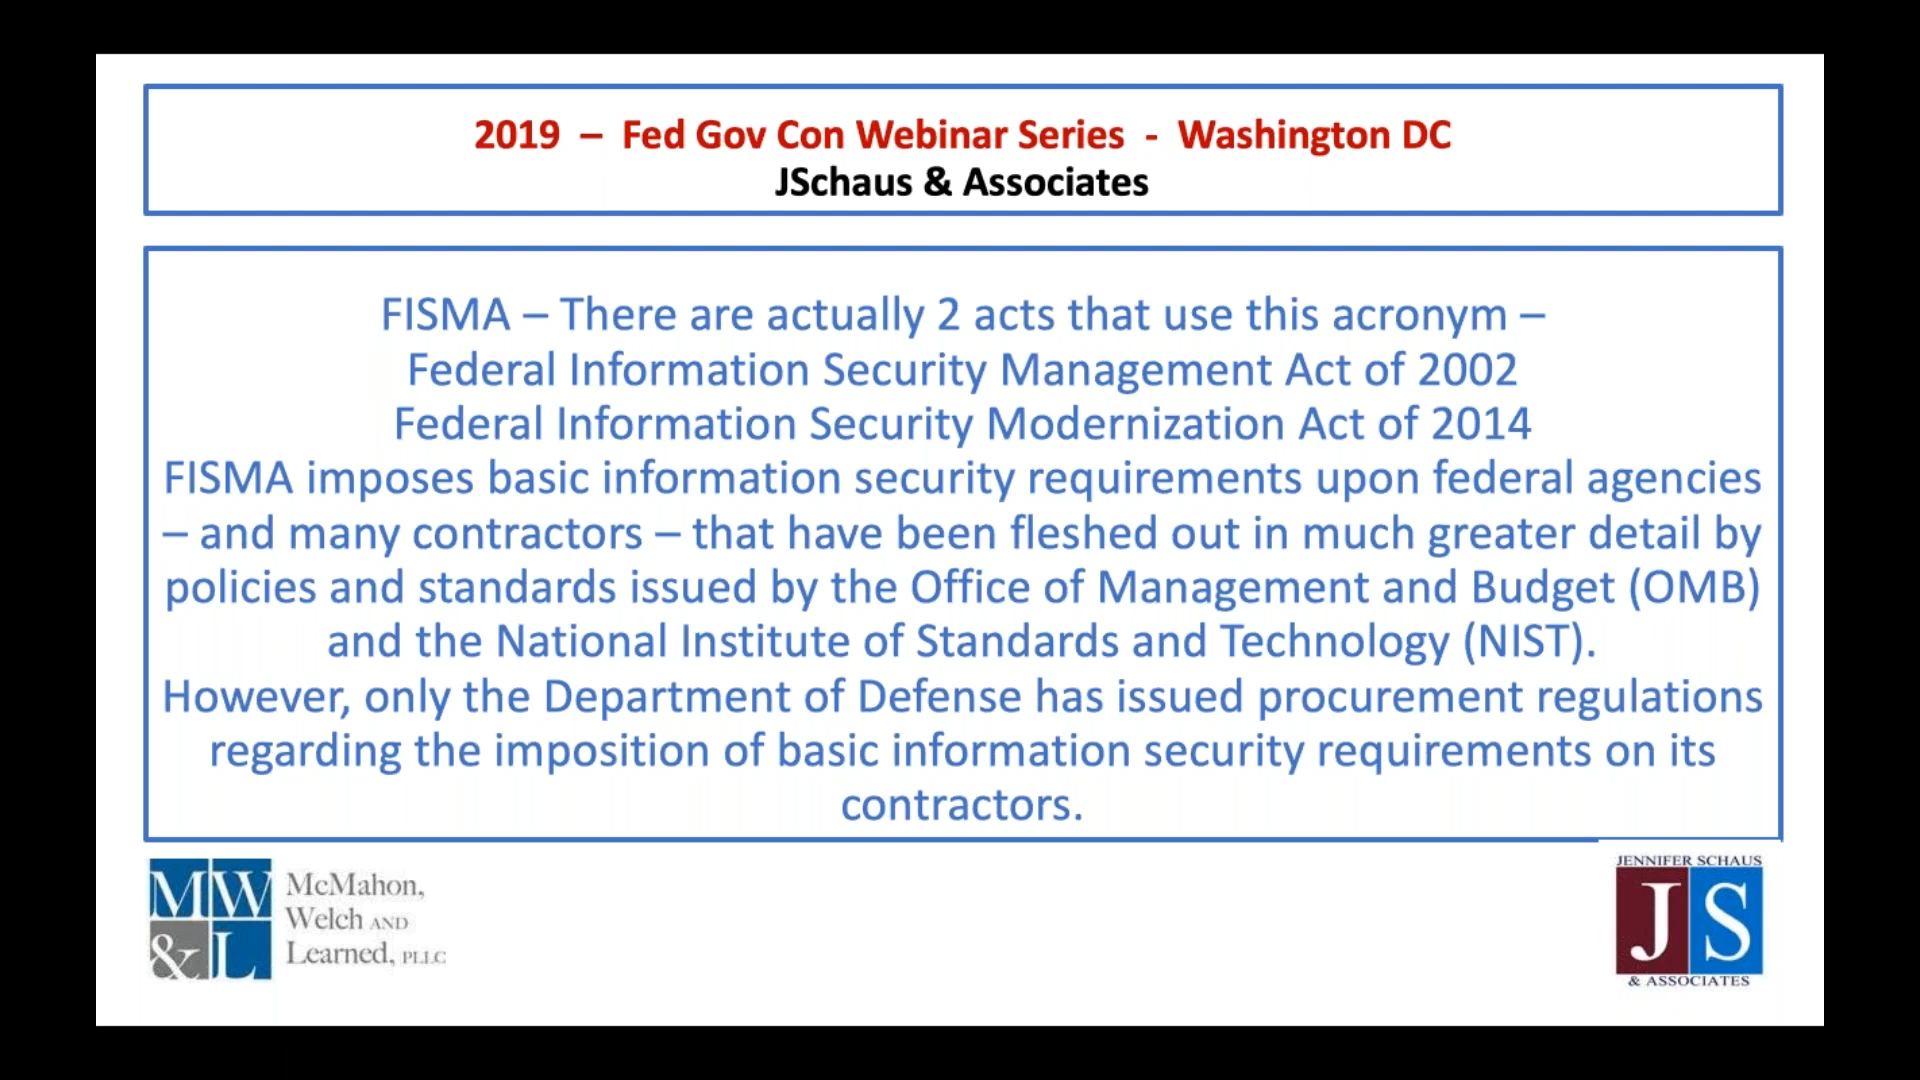 2019 – Fed Gov Con Webinar Series - Washington DC
JSchaus & Associates
FISMA – There are actually 2 acts that use this acronym –
Federal Information Security Management Act of 2002
Federal Information Security Modernization Act of 2014
FISMA imposes basic information security requirements upon federal agencies
– and many contractors – that have been fleshed out in much greater detail by
policies and standards issued by the Office of Management and Budget (OMB)
and the National Institute of Standards and Technology (NIST).
However, only the Department of Defense has issued procurement regulations
regarding the imposition of basic information security requirements on its
contractors.
MW
&L
McMahon,
Welch AND
Learned, PLLC
JENNIFER SCHAUS
JS
& ASSOCIATES